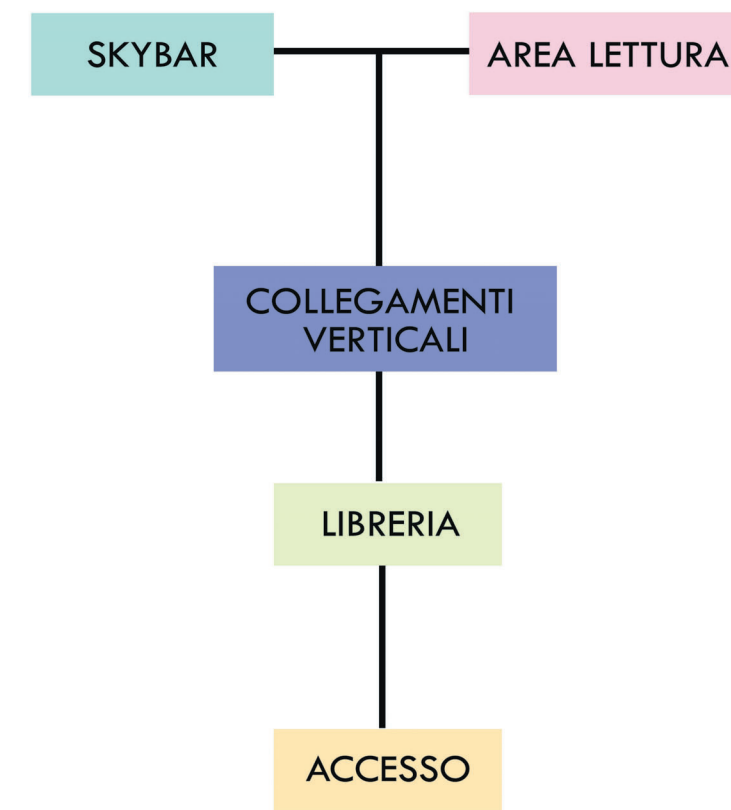 SKYBAR
AREA LETTURA
COLLEGAMENTI
VERTICALI
LIBRERIA
ACCESSO